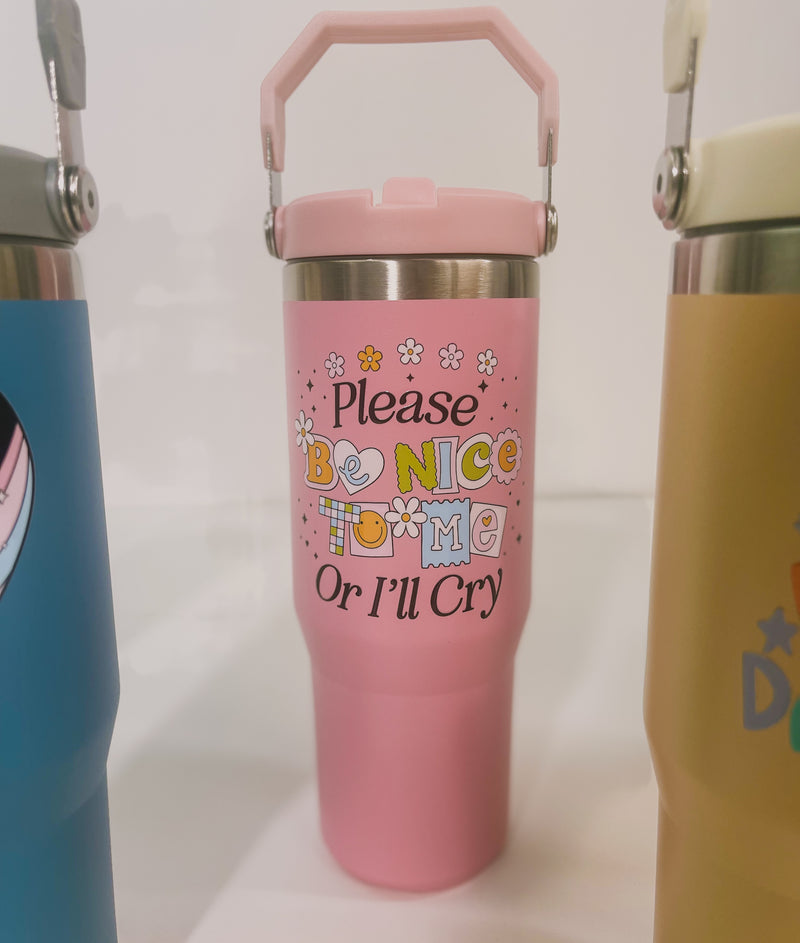 Please
Be NICe
To Me
Or I'll Cry
D